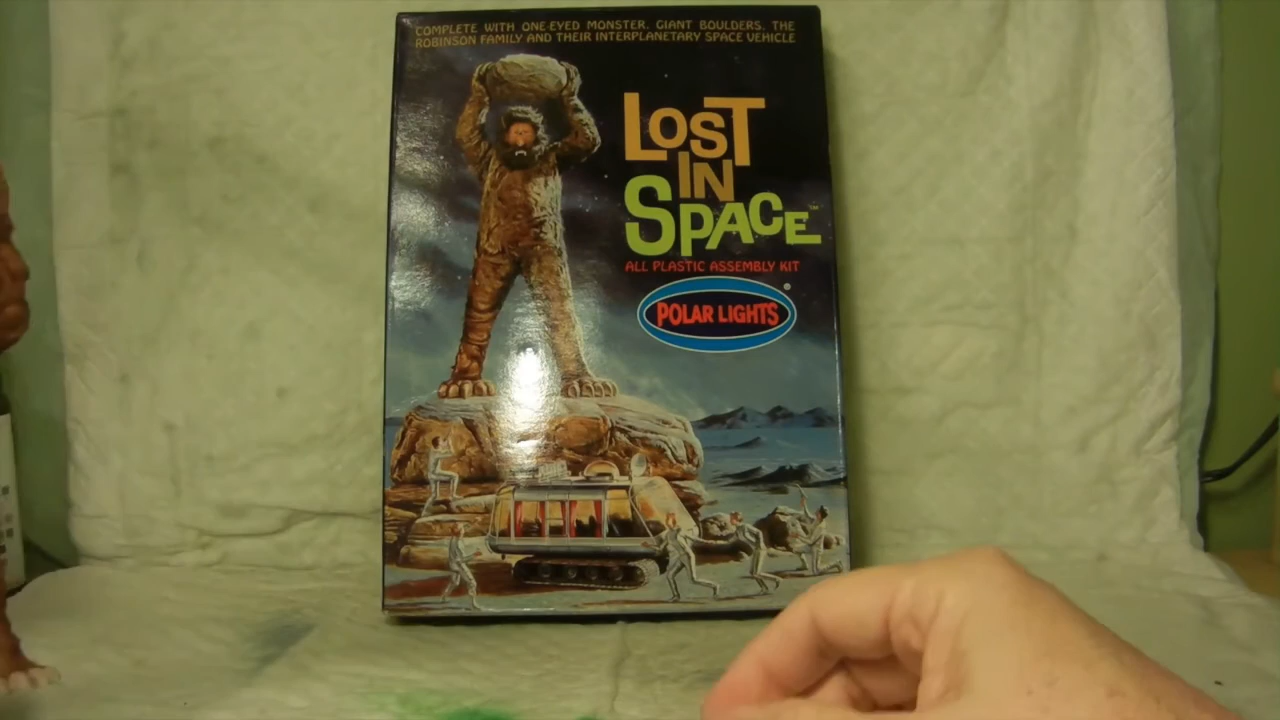 COMPLETE WITH ONE-EYED MONSTER, GIANT BOULDERS, THE
ROBINSON FAMILY AND THEIR INTERPLANETARY SPACE VEHICLE
LOST
IN
SPACE™
ALL PLASTIC ASSEMBLY KIT
POLAR LIGHTS®